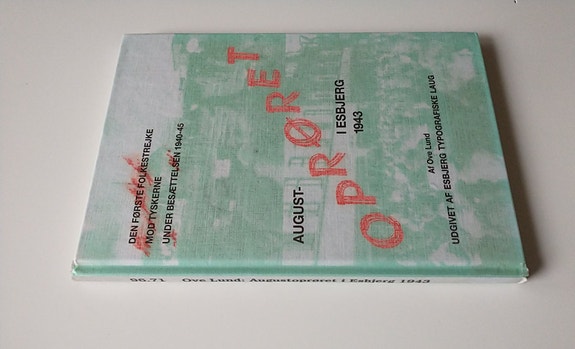 DEN FØRSTE FOLKESTREJKE
MOD TYSKERNE
UNDER BESÆTTELSEN 1940-45
AUGUST-
OPRØRET
I ESBJERG
1943
Af Ove Lund
UDGIVET AF ESBJERG TYPOGRAFISKE LAUG
96.71 Ove Lund: Augustoprøret i Esbjerg 1943